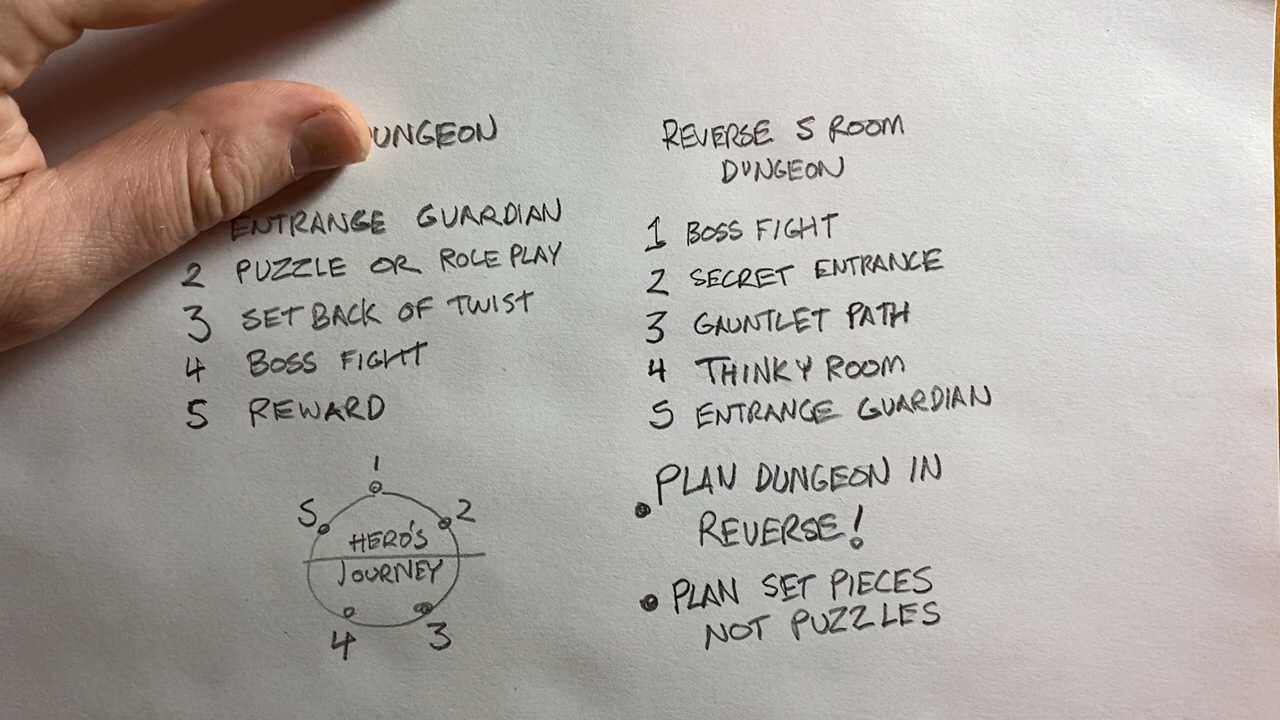 UNGEON
ENTRANGE GUARDIAN
2 PUZZLE OR ROLE PLAY
3 SET BACK OF TWIST
4 BOSS FIGHT
5 REWARD
1
5
2
HERO'S
JOURNEY
4
3
REVERSE 5 ROOM
DUNGEON
1 BOSS FIGHT
2 SECRET ENTRANCE
3 GAUNTLET PATH
4 THINKY ROOM
5 ENTRANCE GUARDIAN
• PLAN DUNGEON IN
REVERSE!
• PLAN SET PIECES
NOT PUZZLES